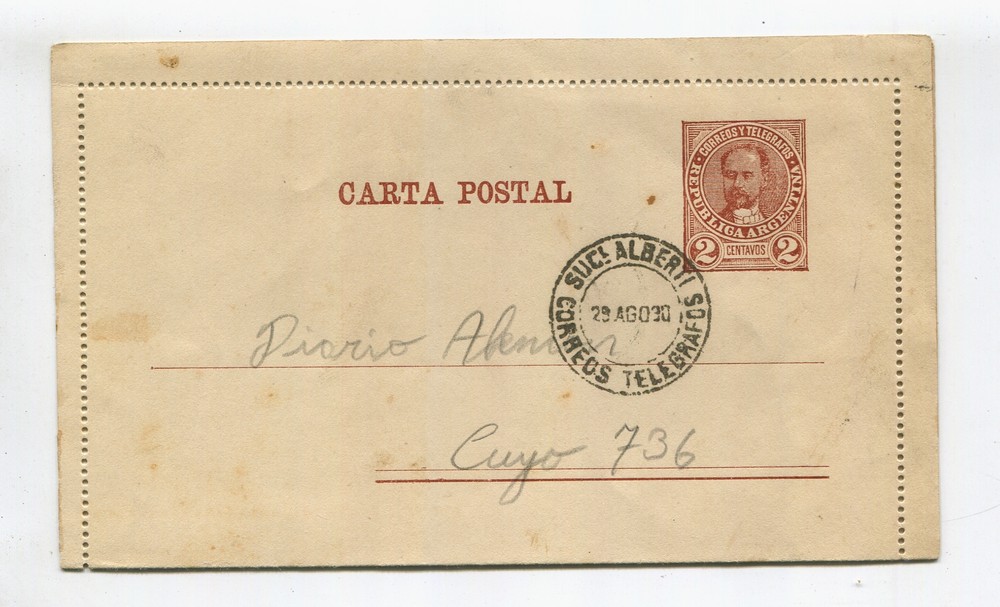 CORREOS Y TELEGRAFOS
REPUBLICA ARGENTINA
2 CENTAVOS 2
CARTA POSTAL
SUCL ALBERTI
29 AGO 90
CORREOS TELEGRAFOS
Diario Aleman
Cuyo 736